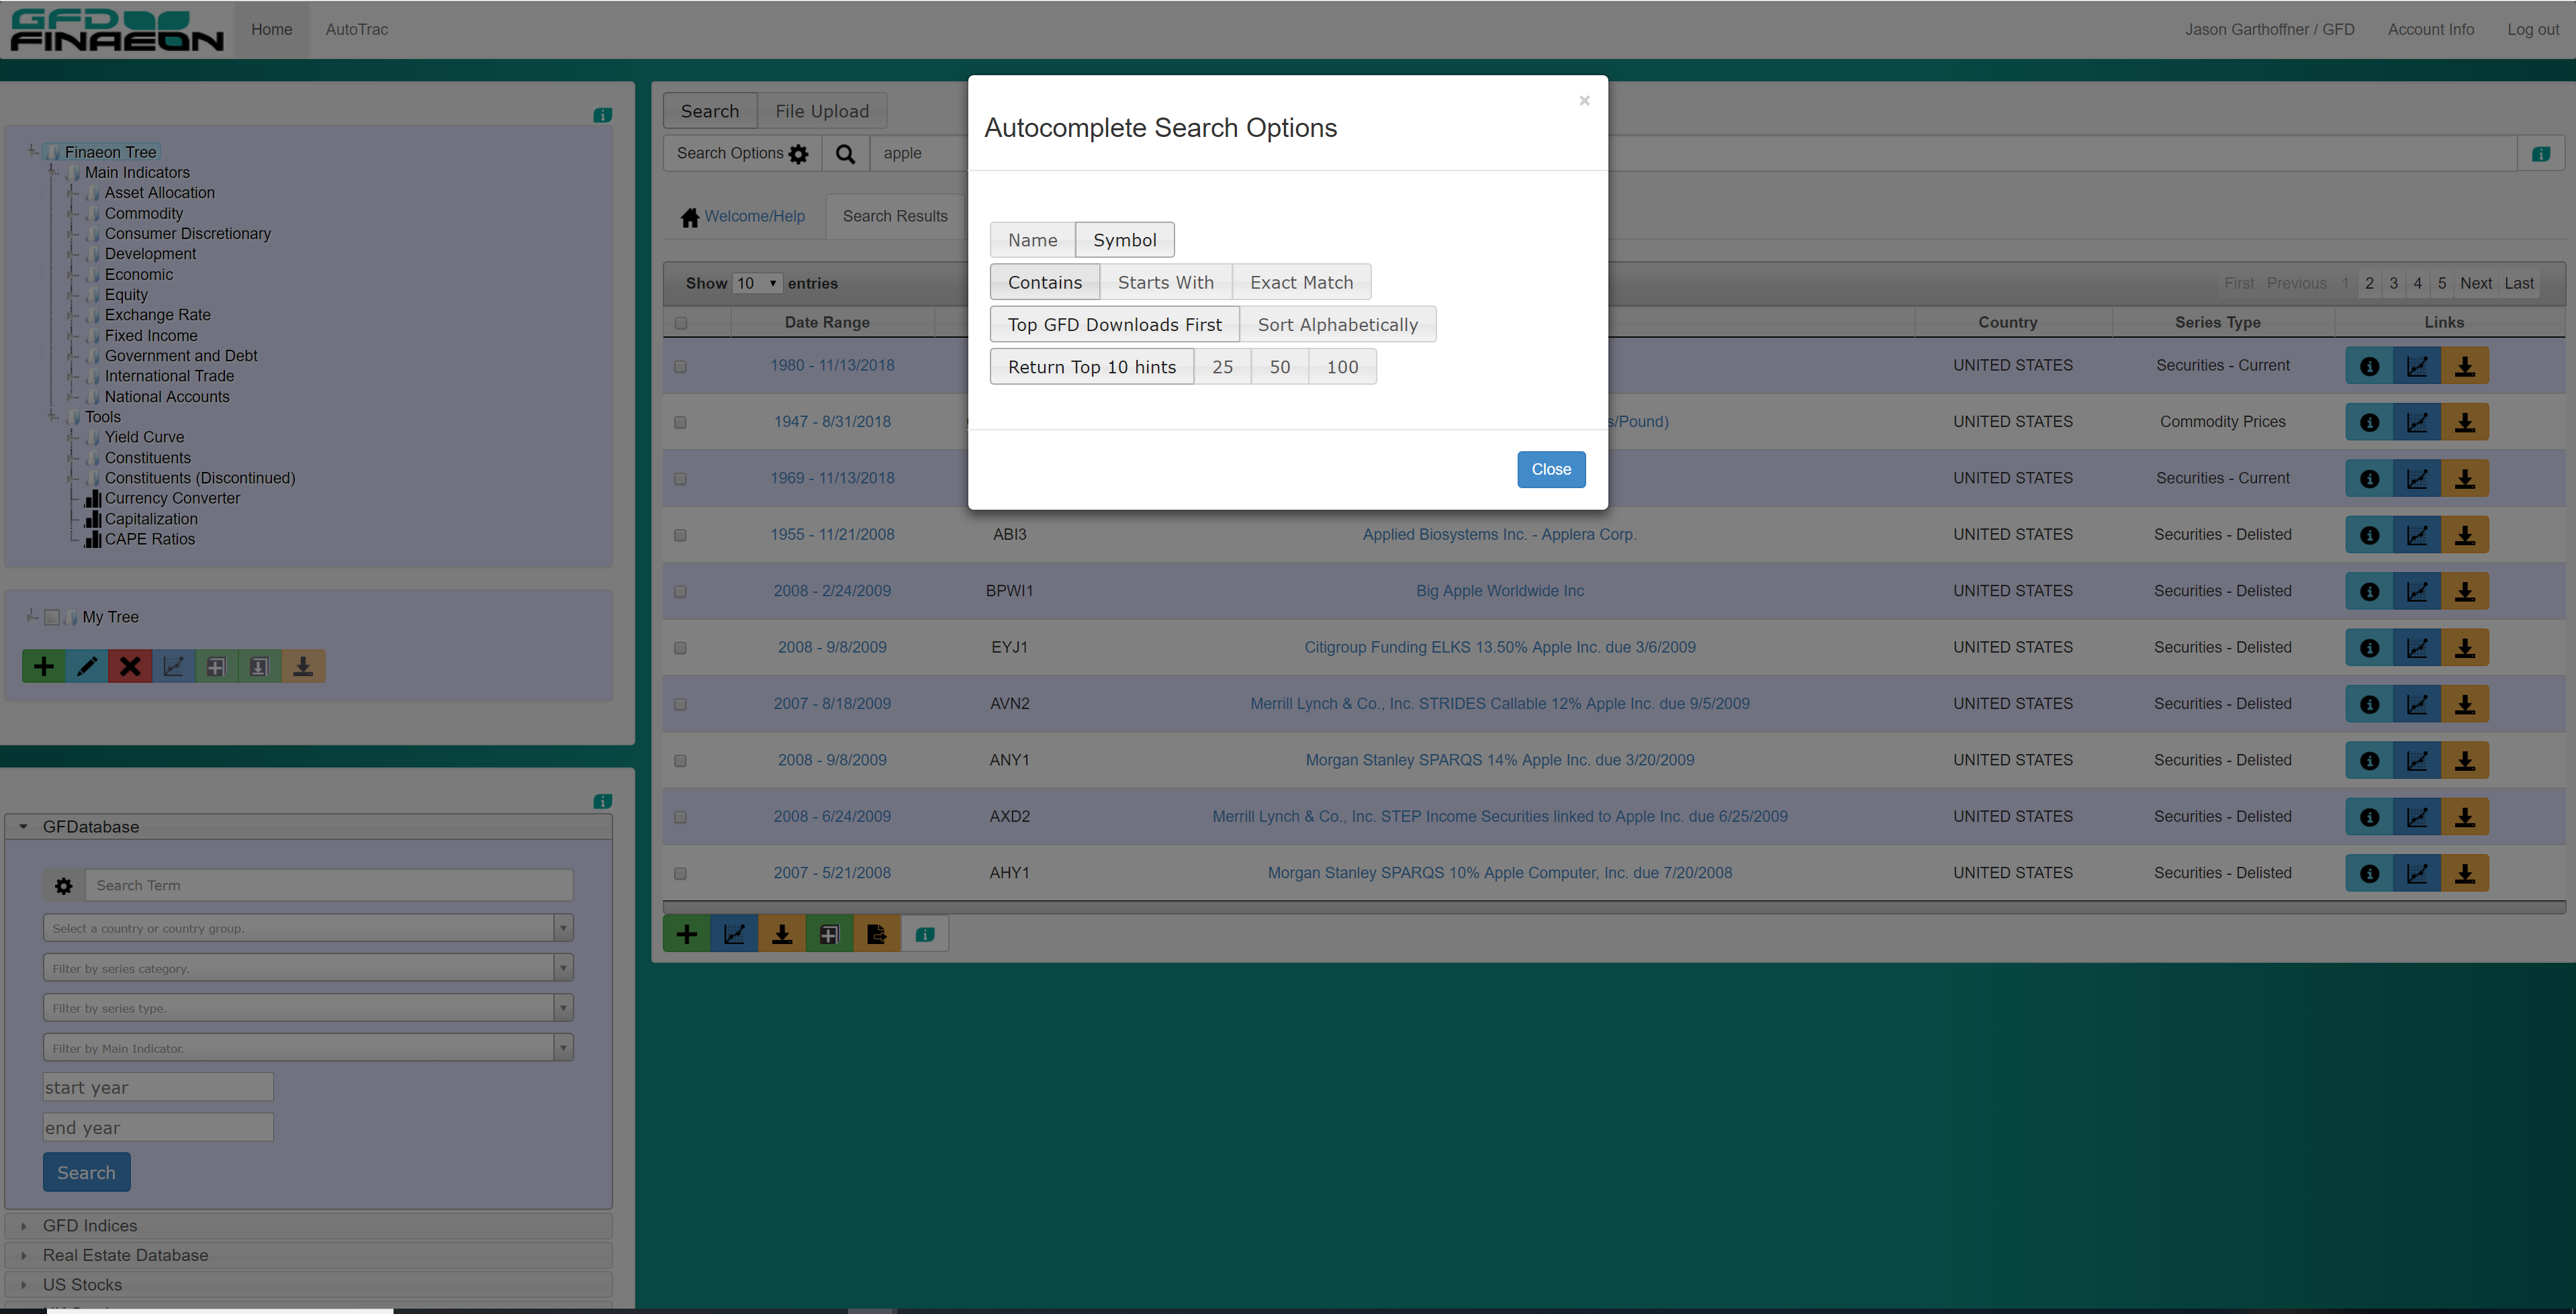 GFD
FINAEON
Home
AutoTrac
Jason Garthoffner / GFD
Account Info
Log out
Finaeon Tree
Main Indicators
Asset Allocation
Commodity
Consumer Discretionary
Development
Economic
Equity
Exchange Rate
Fixed Income
Government and Debt
International Trade
National Accounts
Tools
Yield Curve
Constituents
Constituents (Discontinued)
Currency Converter
Capitalization
CAPE Ratios
My Tree
GFDatabase
Search Term
Select a country or country group.
Filter by series category.
Filter by series type.
Filter by Main Indicator.
start year
end year
Search
GFD Indices
Real Estate Database
US Stocks
Search
File Upload
Search Options
apple
Welcome/Help
Search Results
Show 10 entries
First Previous 1 2 3 4 5 Next Last
Date Range Country Series Type Links
1980 - 11/13/2018 UNITED STATES Securities - Current
1947 - 8/31/2018 s/Pound) UNITED STATES Commodity Prices
1969 - 11/13/2018 UNITED STATES Securities - Current
1955 - 11/21/2008 ABI3 Applied Biosystems Inc. - Applera Corp. UNITED STATES Securities - Delisted
2008 - 2/24/2009 BPWI1 Big Apple Worldwide Inc UNITED STATES Securities - Delisted
2008 - 9/8/2009 EYJ1 Citigroup Funding ELKS 13.50% Apple Inc. due 3/6/2009 UNITED STATES Securities - Delisted
2007 - 8/18/2009 AVN2 Merrill Lynch & Co., Inc. STRIDES Callable 12% Apple Inc. due 9/5/2009 UNITED STATES Securities - Delisted
2008 - 9/8/2009 ANY1 Morgan Stanley SPARQS 14% Apple Inc. due 3/20/2009 UNITED STATES Securities - Delisted
2008 - 6/24/2009 AXD2 Merrill Lynch & Co., Inc. STEP Income Securities linked to Apple Inc. due 6/25/2009 UNITED STATES Securities - Delisted
2007 - 5/21/2008 AHY1 Morgan Stanley SPARQS 10% Apple Computer, Inc. due 7/20/2008 UNITED STATES Securities - Delisted
×
Autocomplete Search Options
Name Symbol
Contains Starts With Exact Match
Top GFD Downloads First Sort Alphabetically
Return Top 10 hints 25 50 100
Close